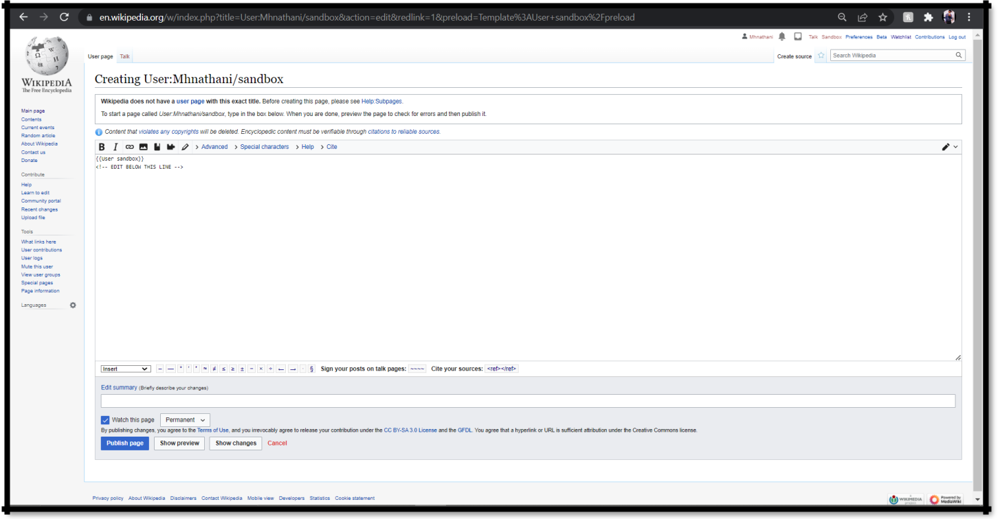 en.wikipedia.org/w/index.php?title=User:Mhnathani/sandbox&action=edit&redlink=1&preload=Template%3AUser+sandbox%2Fpreload
Mhnathani Talk Sandbox Preferences Beta Watchlist Contributions Log out
User page Talk
Create source Search Wikipedia
WIKIPEDIA
The Free Encyclopedia
Main page
Contents
Current events
Random article
About Wikipedia
Contact us
Donate
Contribute
Help
Learn to edit
Community portal
Recent changes
Upload file
Tools
What links here
User contributions
User logs
Mute this user
View user groups
Special pages
Page information
Languages
Creating User:Mhnathani/sandbox
Wikipedia does not have a user page with this exact title. Before creating this page, please see Help:Subpages.
To start a page called User:Mhnathani/sandbox, type in the box below. When you are done, preview the page to check for errors and then publish it.
Content that violates any copyrights will be deleted. Encyclopedic content must be verifiable through citations to reliable sources.
B I Advanced Special characters Help Cite
{{User sandbox}}
<!-- EDIT BELOW THIS LINE -->
Insert – — ° ′ ″ ≈ ≠ ≤ ≥ ± − × ÷ ← → · § Sign your posts on talk pages: ~~~~ Cite your sources: <ref></ref>
Edit summary (Briefly describe your changes)
Watch this page Permanent
By publishing changes, you agree to the Terms of Use, and you irrevocably agree to release your contribution under the CC BY-SA 3.0 License and the GFDL. You agree that a hyperlink or URL is sufficient attribution under the Creative Commons license.
Publish page Show preview Show changes Cancel
Privacy policy About Wikipedia Disclaimers Contact Wikipedia Mobile view Developers Statistics Cookie statement
A
WIKIMEDIA
project
Powered by
MediaWiki